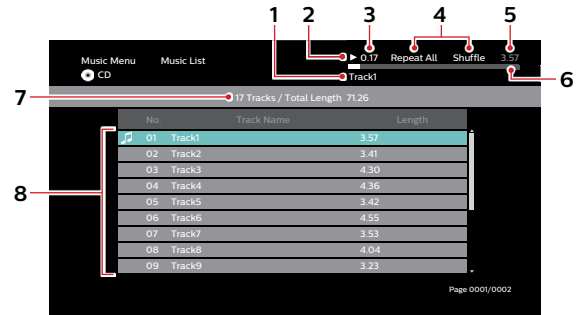 1 2 3 4 5
Music Menu Music List ► 0.17 Repeat All Shuffle 3.57
CD Track1 6
7 17 Tracks / Total Length 71.26
No. Track Name Length
01 Track1 3.57
02 Track2 3.41
03 Track3 4.30
04 Track4 4.36
8 05 Track5 3.42
06 Track6 4.55
07 Track7 3.53
08 Track8 4.04
09 Track9 3.23
Page 0001/0002